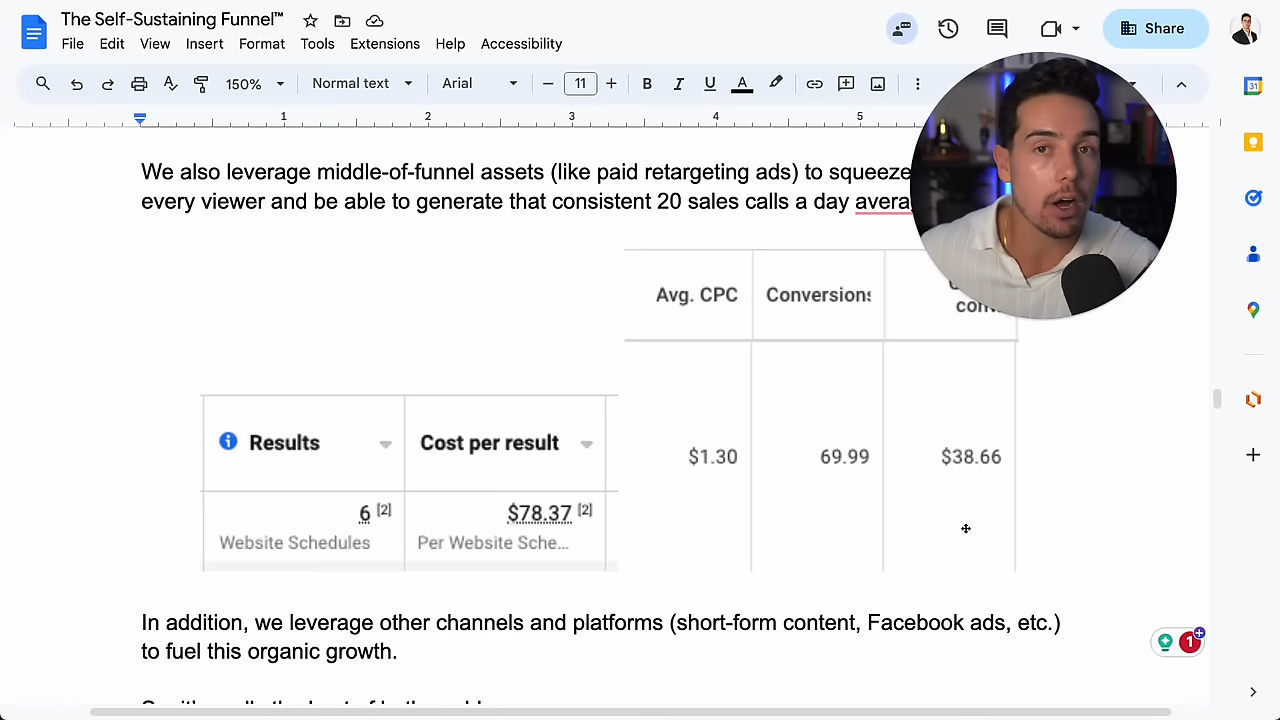 The Self-Sustaining Funnel™
File Edit View Insert Format Tools Extensions Help Accessibility
Share
150% Normal text Arial 11 B I U A
1 2 3 4 5
31
We also leverage middle-of-funnel assets (like paid retargeting ads) to squeeze
every viewer and be able to generate that consistent 20 sales calls a day
Avg. CPC Conversions
$1.30 69.99 $38.66
Results Cost per result
6 [2] $78.37 [2]
Website Schedules Per Website Sche...
In addition, we leverage other channels and platforms (short-form content, Facebook ads, etc.)
to fuel this organic growth.
1